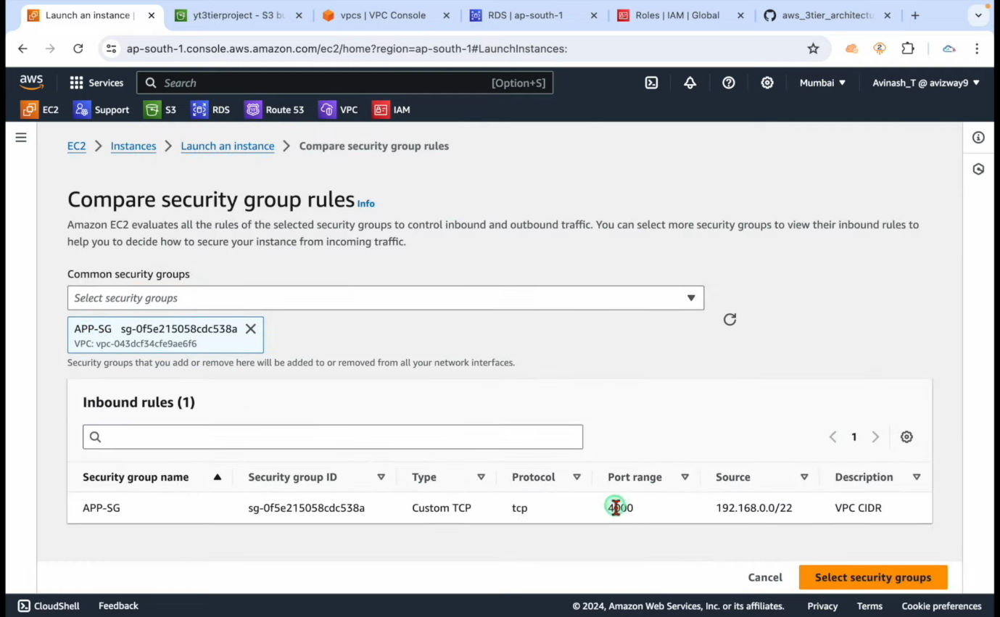 Launch an instance |
yt3tierproject - S3 bu
vpcs | VPC Console
RDS | ap-south-1
Roles | IAM | Global
aws_3tier_architectu
ap-south-1.console.aws.amazon.com/ec2/home?region=ap-south-1#LaunchInstances:
2
aws
Services
Search
[Option+S]
Mumbai
Avinash_T @ avizway9
EC2
Support
S3
RDS
Route 53
VPC
IAM
EC2 > Instances > Launch an instance > Compare security group rules
Compare security group rules Info
Amazon EC2 evaluates all the rules of the selected security groups to control inbound and outbound traffic. You can select more security groups to view their inbound rules to
help you to decide how to secure your instance from incoming traffic.
Common security groups
Select security groups
APP-SG sg-0f5e215058cdc538a
VPC: vpc-043dcf34cfe9ae6f6
Security groups that you add or remove here will be added to or removed from all your network interfaces.
Inbound rules (1)
1
Security group name Security group ID Type Protocol Port range Source Description
APP-SG sg-0f5e215058cdc538a Custom TCP tcp 4000 192.168.0.0/22 VPC CIDR
Cancel
Select security groups
CloudShell
Feedback
© 2024, Amazon Web Services, Inc. or its affiliates.
Privacy
Terms
Cookie preferences